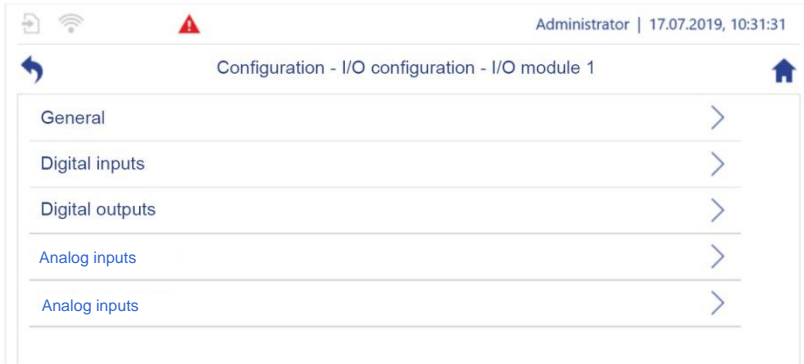 Administrator | 17.07.2019, 10:31:31
Configuration - I/O configuration - I/O module 1
General
Digital inputs
Digital outputs
Analog inputs
Analog inputs